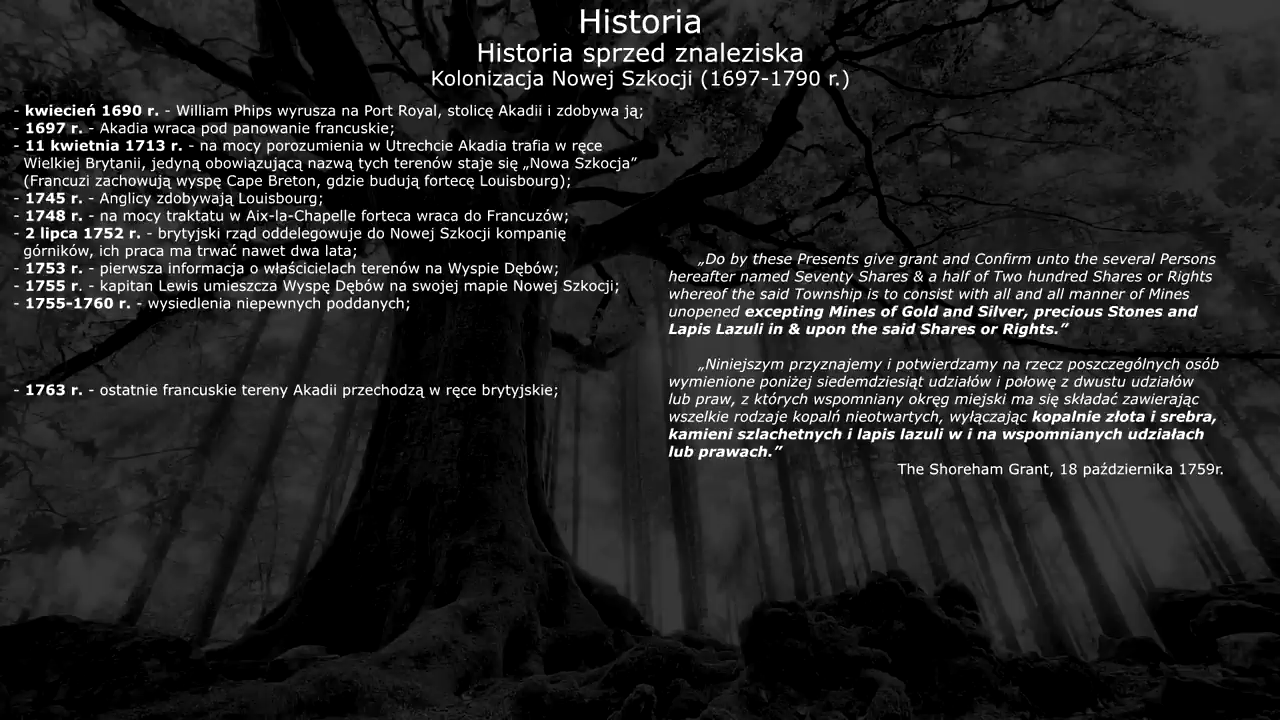 Historia
Historia sprzed znaleziska
Kolonizacja Nowej Szkocji (1697-1790 r.)
- kwiecień 1690 r. - William Phips wyrusza na Port Royal, stolicę Akadii i zdobywa ją;
- 1697 r. - Akadia wraca pod panowanie francuskie;
- 11 kwietnia 1713 r. - na mocy porozumienia w Utrechcie Akadia trafia w ręce
Wielkiej Brytanii, jedyną obowiązującą nazwą tych terenów staje się „Nowa Szkocja”
(Francuzi zachowują wyspę Cape Breton, gdzie budują fortecę Louisbourg);
- 1745 r. - Anglicy zdobywają Louisbourg;
- 1748 r. - na mocy traktatu w Aix-la-Chapelle forteca wraca do Francuzów;
- 2 lipca 1752 r. - brytyjski rząd oddelegowuje do Nowej Szkocji kompanię
górników, ich praca ma trwać nawet dwa lata;
- 1753 r. - pierwsza informacja o właścicielach terenów na Wyspie Dębów;
- 1755 r. - kapitan Lewis umieszcza Wyspę Dębów na swojej mapie Nowej Szkocji;
- 1755-1760 r. - wysiedlenia niepewnych poddanych;
- 1763 r. - ostatnie francuskie tereny Akadii przechodzą w ręce brytyjskie;
„Do by these Presents give grant and Confirm unto the several Persons
hereafter named Seventy Shares & a half of Two hundred Shares or Rights
whereof the said Township is to consist with all and all manner of Mines
unopened excepting Mines of Gold and Silver, precious Stones and
Lapis Lazuli in & upon the said Shares or Rights.”
„Niniejszym przyznajemy i potwierdzamy na rzecz poszczególnych osób
wymienione poniżej siedemdziesiąt udziałów i połowę z dwustu udziałów
lub praw, z których wspomniany okręg miejski ma się składać zawierając
wszelkie rodzaje kopalń nieotwartych, wyłączając kopalnie złota i srebra,
kamieni szlachetnych i lapis lazuli w i na wspomnianych udziałach
lub prawach.”
The Shoreham Grant, 18 października 1759r.